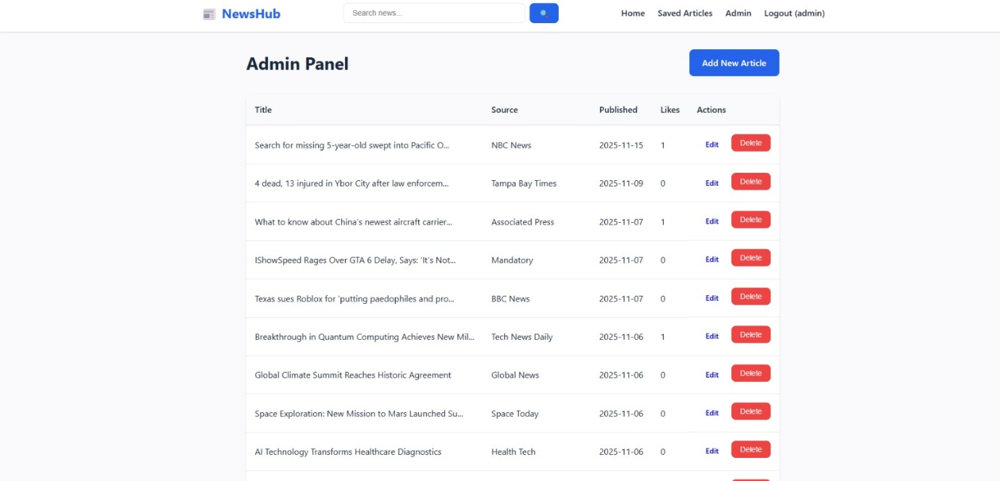 NewsHub Search news... Home Saved Articles Admin Logout (admin)
Admin Panel Add New Article
Title Source Published Likes Actions
Search for missing 5-year-old swept into Pacific O... NBC News 2025-11-15 1 Edit Delete
4 dead, 13 injured in Ybor City after law enforcem... Tampa Bay Times 2025-11-09 0 Edit Delete
What to know about China's newest aircraft carrier... Associated Press 2025-11-07 1 Edit Delete
IShowSpeed Rages Over GTA 6 Delay, Says: 'It's Not... Mandatory 2025-11-07 0 Edit Delete
Texas sues Roblox for 'putting paedophiles and pro... BBC News 2025-11-07 0 Edit Delete
Breakthrough in Quantum Computing Achieves New Mil... Tech News Daily 2025-11-06 1 Edit Delete
Global Climate Summit Reaches Historic Agreement Global News 2025-11-06 0 Edit Delete
Space Exploration: New Mission to Mars Launched Su... Space Today 2025-11-06 0 Edit Delete
AI Technology Transforms Healthcare Diagnostics Health Tech 2025-11-06 0 Edit Delete